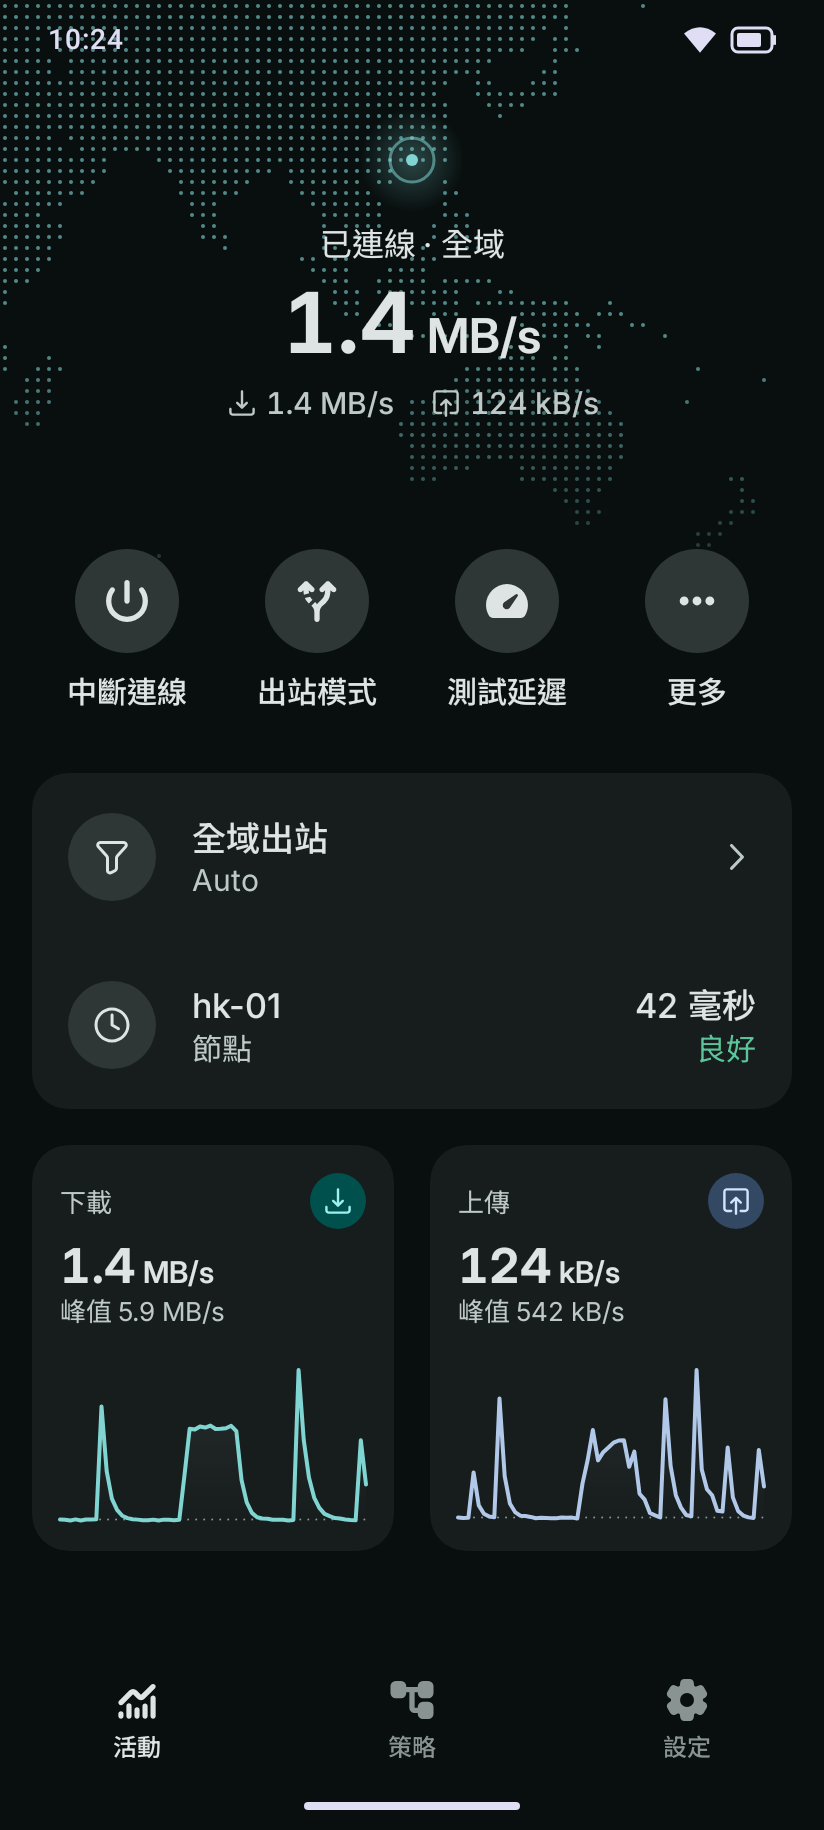 10:24
已連線 · 全域
1.4 MB/s
1.4 MB/s 124 kB/s
中斷連線 出站模式 測試延遲 更多
全域出站
Auto
hk-01 42 毫秒
節點 良好
下載
1.4 MB/s
峰值 5.9 MB/s
上傳
124 kB/s
峰值 542 kB/s
活動 策略 設定